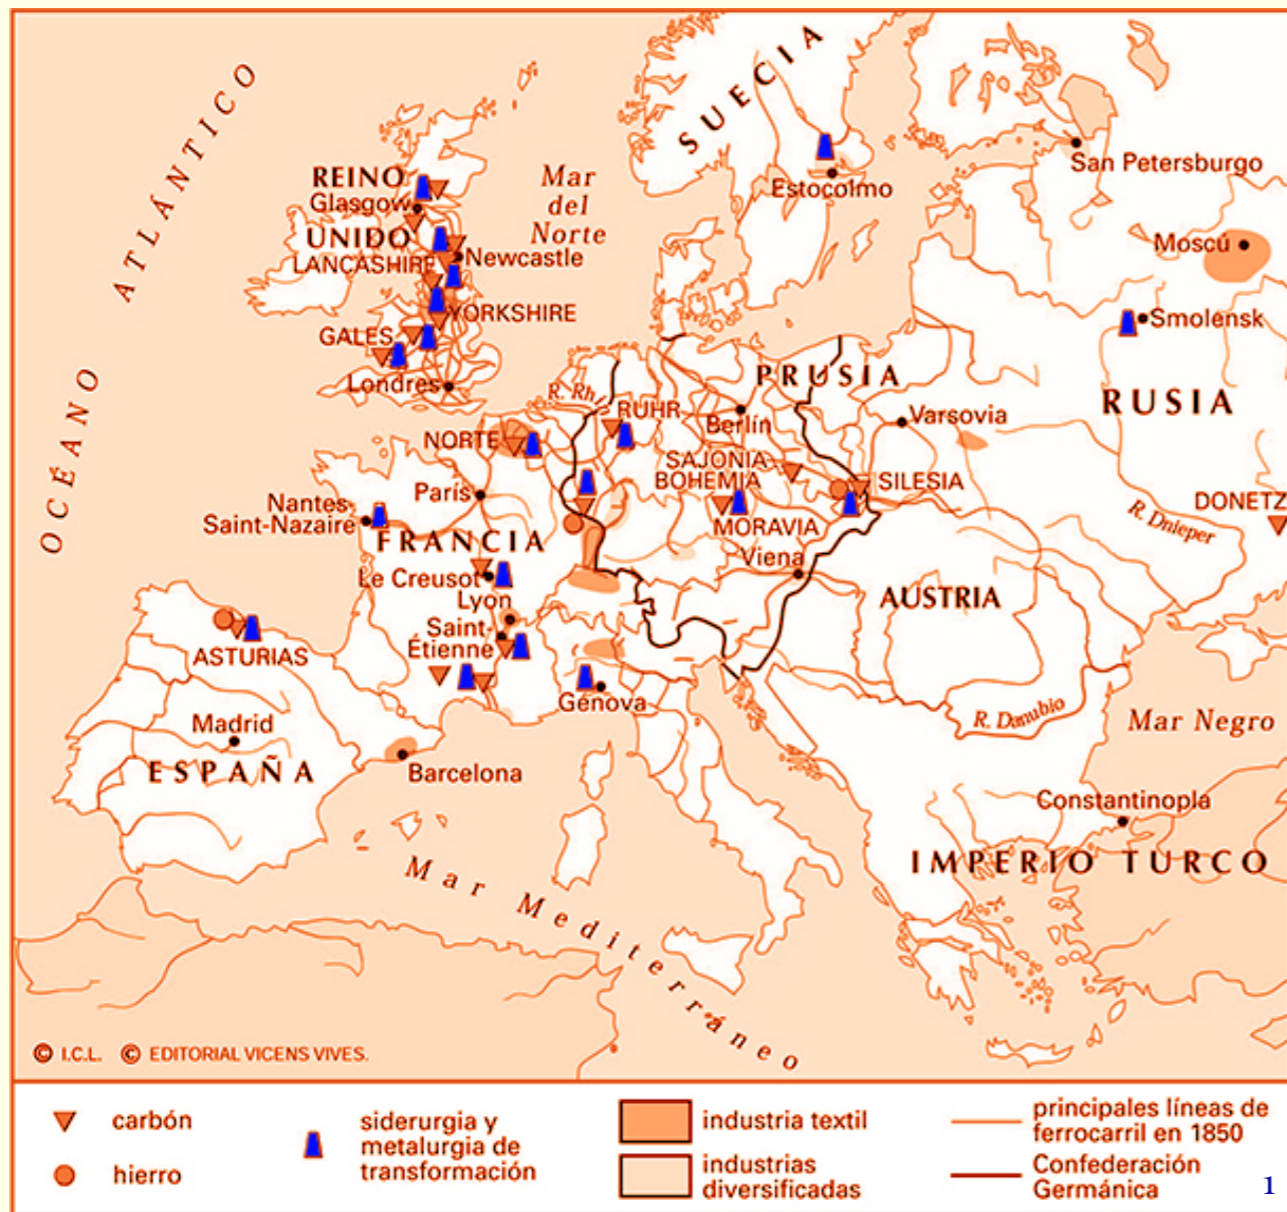 OCÉANO ATLÁNTICO
SUECIA
Estocolmo
San Petersburgo
Moscú
Smolensk
RUSIA
REINO
UNIDO
Glasgow
Mar
del
Norte
Newcastle
LANCASHIRE
YORKSHIRE
GALES
Londres
R. Rh
RUHR
PRUSIA
Berlín
Varsovia
NORTE
SAJONIA
BOHEMIA
SILESIA
MORAVIA
Viena
DONETZ
R. Dnieper
Nantes-
Saint-Nazaire
París
FRANCIA
Le Creusot
Lyon
Saint-
Étienne
AUSTRIA
ASTURIAS
Madrid
ESPAÑA
Barcelona
Génova
R. Danubio
Mar Negro
Constantinopla
IMPERIO TURCO
Mar Mediterráneo
© I.C.L. © EDITORIAL VICENS VIVES.
carbón
hierro
siderurgia y
metalurgia de
transformación
industria textil
industrias
diversificadas
principales líneas de
ferrocarril en 1850
Confederación
Germánica
1